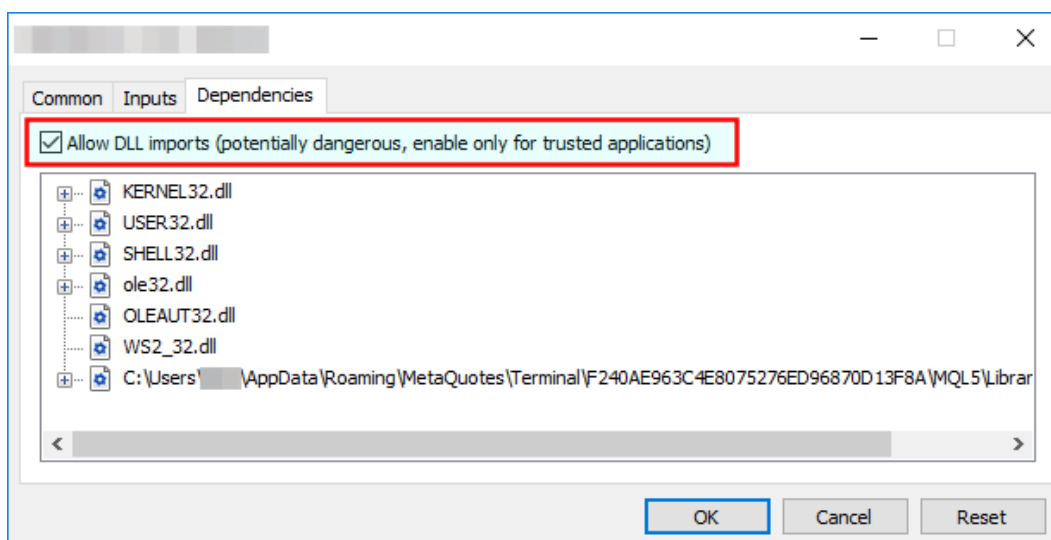 Common Inputs Dependencies
Allow DLL imports (potentially dangerous, enable only for trusted applications)
KERNEL32.dll
USER32.dll
SHELL32.dll
ole32.dll
OLEAUT32.dll
WS2_32.dll
C:\Users\ \AppData\Roaming\MetaQuotes\Terminal\F240AE963C4E8075276ED96870D13F8A\MQL5\Librar
OK Cancel Reset